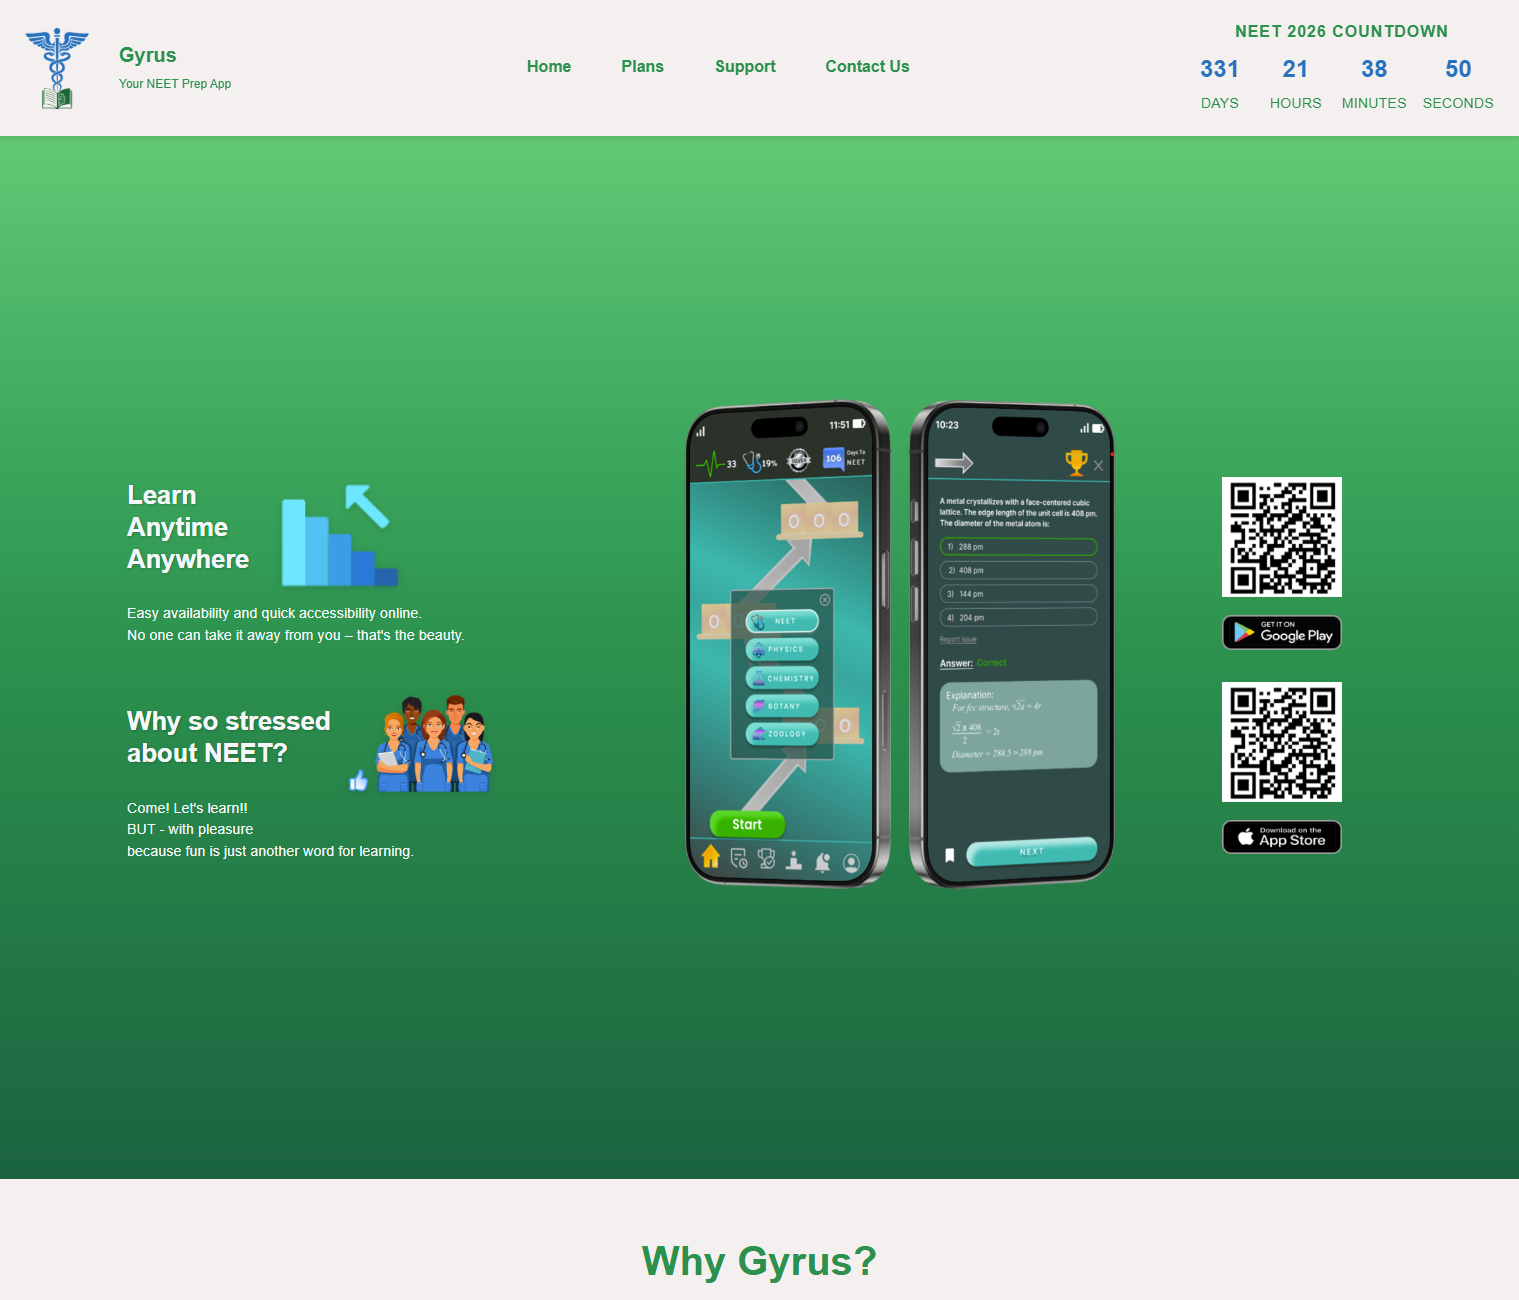 Gyrus
Your NEET Prep App
Home
Plans
Support
Contact Us
NEET 2026 COUNTDOWN
331
21
38
50
DAYS
HOURS
MINUTES
SECONDS
Learn
Anytime
Anywhere
Easy availability and quick accessibility online.
No one can take it away from you – that's the beauty.
Why so stressed
about NEET?
Come! Let's learn!!
BUT - with pleasure
because fun is just another word for learning.
11:51
33
19%
106
Days To
NEET
0 0 0
0
NEET
PHYSICS
CHEMISTRY
BOTANY
ZOOLOGY
0
Start
10:23
A metal crystallizes with a face-centered cubic
lattice. The edge length of the unit cell is 408 pm.
The diameter of the metal atom is:
1) 288 pm
2) 408 pm
3) 144 pm
4) 204 pm
Report Issue
Answer: Correct
Explanation:
For fcc structure, √2a = 4r
√2 x 408
2
= 2r
Diameter = 288.5 ≈ 288 pm
NEXT
GET IT ON
Google Play
Download on the
App Store
Why Gyrus?